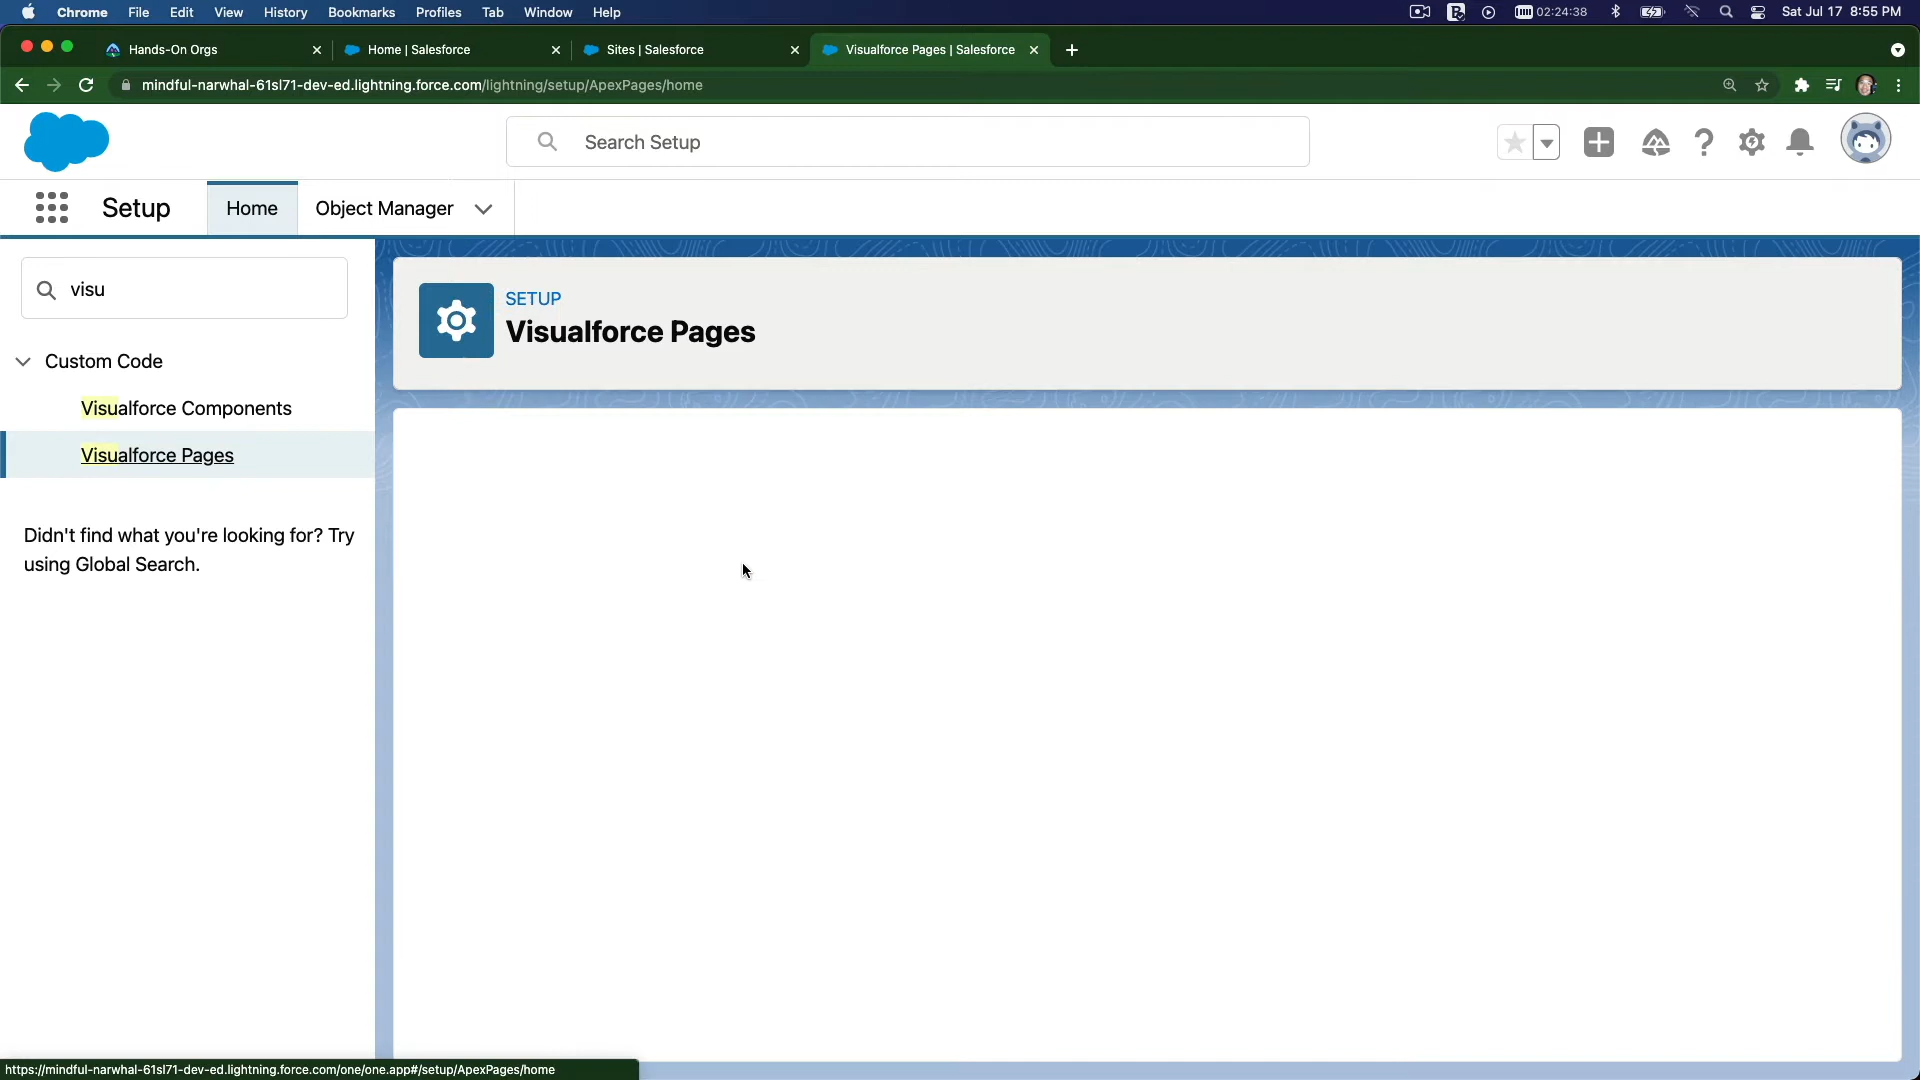 Chrome File Edit View History Bookmarks Profiles Tab Window Help 02:24:38 Sat Jul 17 8:55 PM
Hands-On Orgs Home | Salesforce Sites | Salesforce Visualforce Pages | Salesforce
mindful-narwhal-61sl71-dev-ed.lightning.force.com/lightning/setup/ApexPages/home
Search Setup
Setup Home Object Manager
visu
SETUP
Visualforce Pages
Custom Code
Visualforce Components
Visualforce Pages
Didn't find what you're looking for? Try
using Global Search.
https://mindful-narwhal-61sl71-dev-ed.lightning.force.com/one/one.app#/setup/ApexPages/home